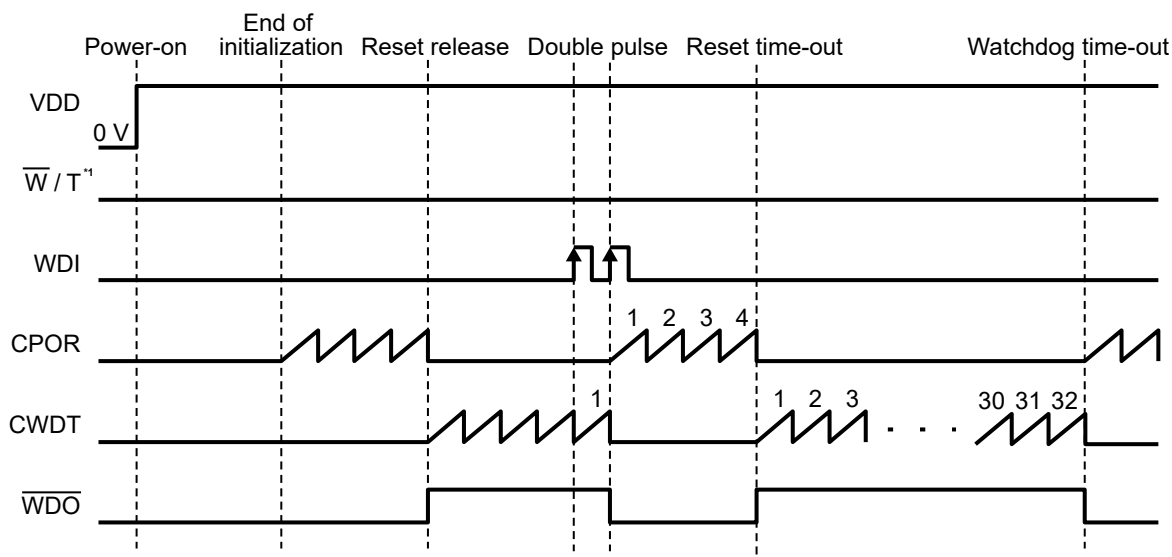 End of
Power-on initialization Reset release Double pulse Reset time-out Watchdog time-out
VDD
0 V
W / T *1
WDI
1 2 3 4
CPOR
1 1 2 3 30 31 32
CWDT
. . . .
WDO